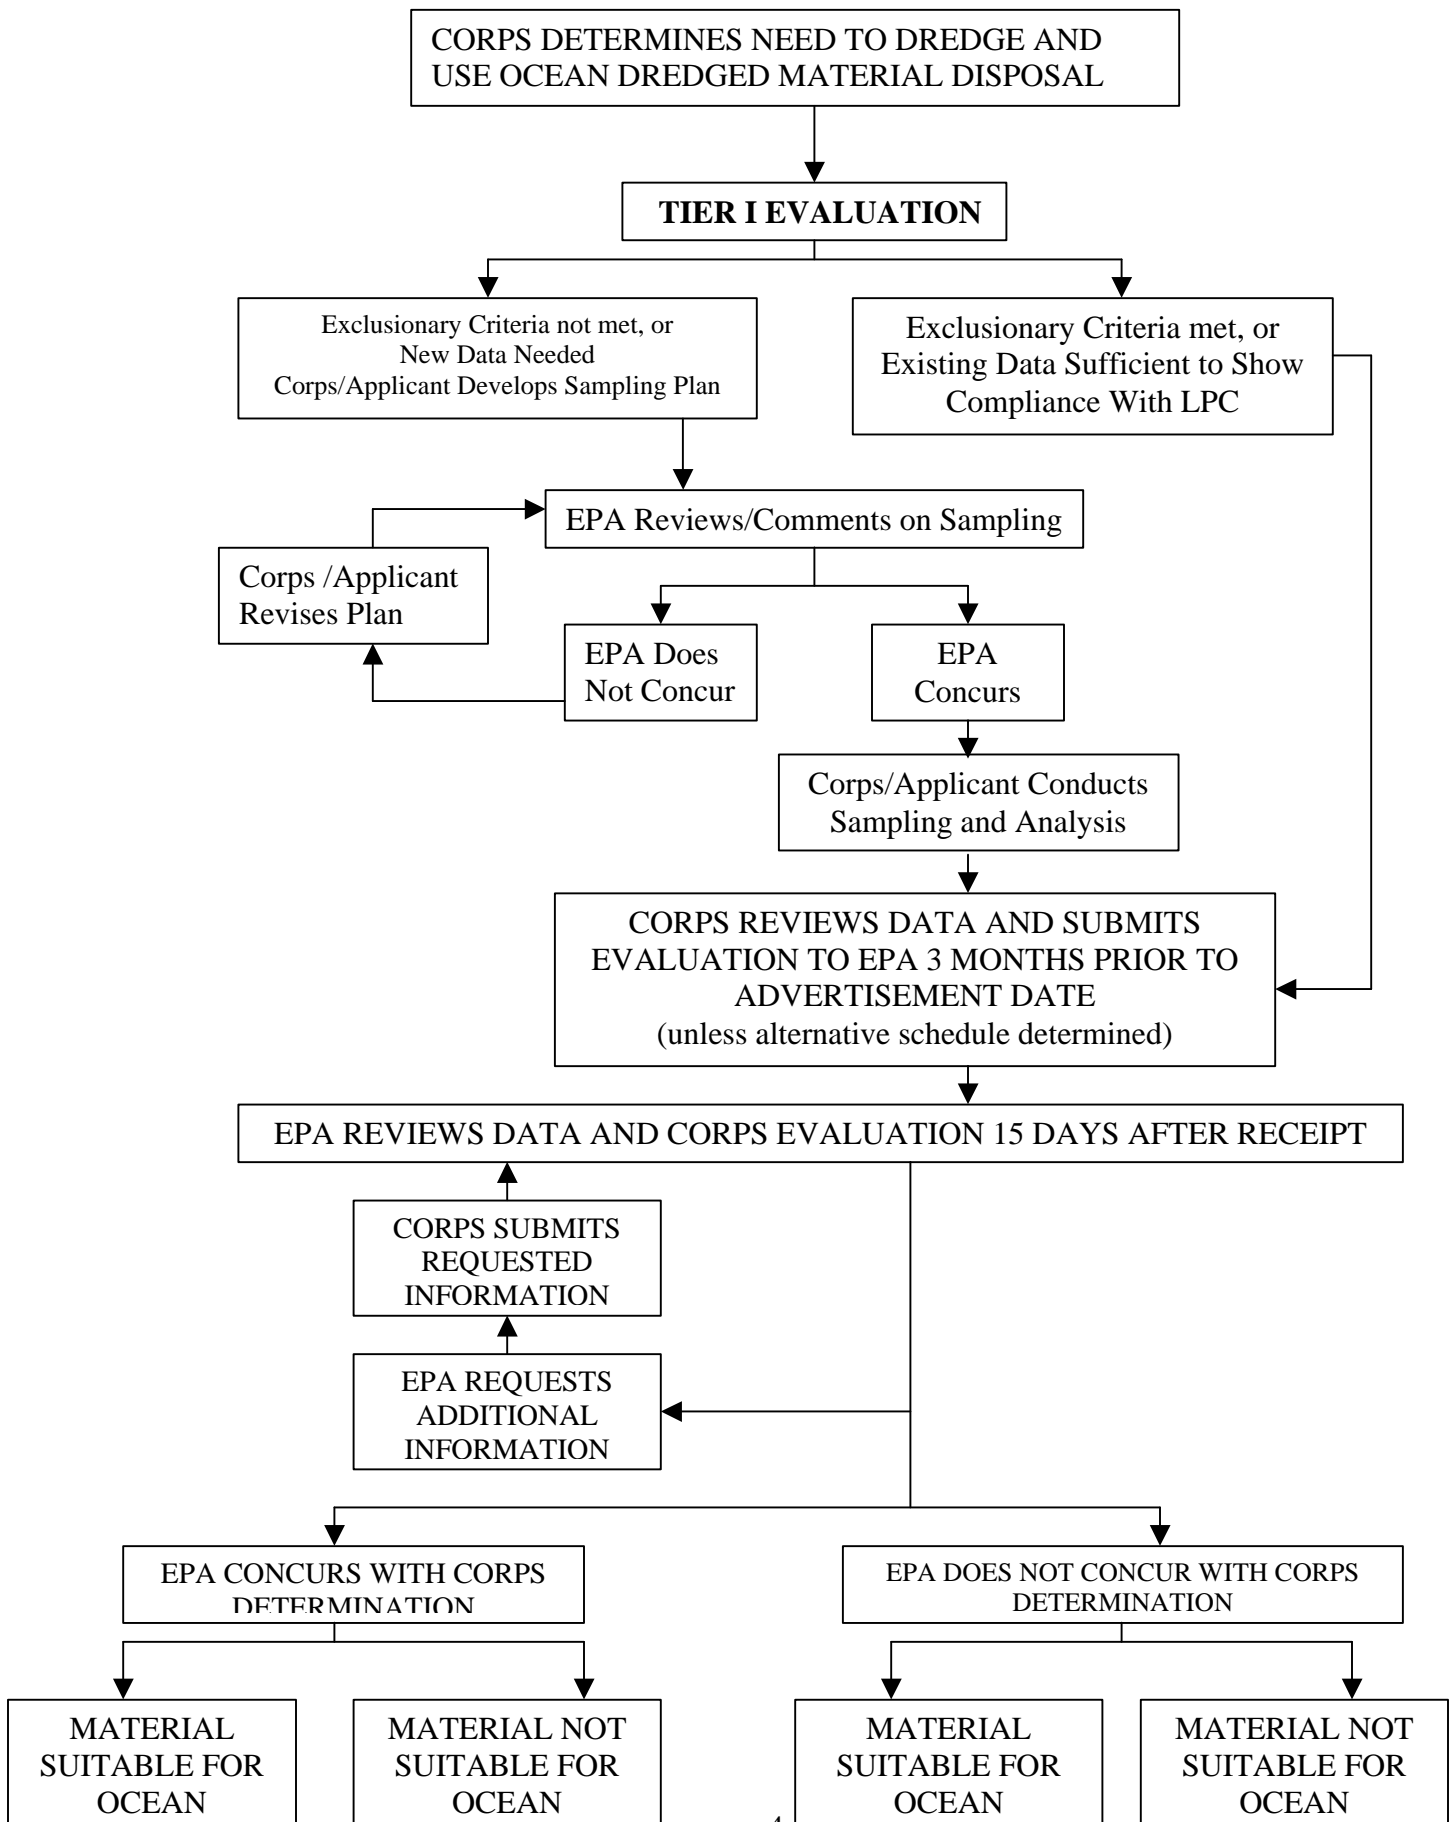 CORPS DETERMINES NEED TO DREDGE AND
USE OCEAN DREDGED MATERIAL DISPOSAL
TIER I EVALUATION
Exclusionary Criteria not met, or
New Data Needed
Corps/Applicant Develops Sampling Plan
Exclusionary Criteria met, or
Existing Data Sufficient to Show
Compliance With LPC
EPA Reviews/Comments on Sampling
Corps /Applicant
Revises Plan
EPA Does
Not Concur
EPA
Concurs
Corps/Applicant Conducts
Sampling and Analysis
CORPS REVIEWS DATA AND SUBMITS
EVALUATION TO EPA 3 MONTHS PRIOR TO
ADVERTISEMENT DATE
(unless alternative schedule determined)
EPA REVIEWS DATA AND CORPS EVALUATION 15 DAYS AFTER RECEIPT
CORPS SUBMITS
REQUESTED
INFORMATION
EPA REQUESTS
ADDITIONAL
INFORMATION
EPA CONCURS WITH CORPS
DETERMINATION
EPA DOES NOT CONCUR WITH CORPS
DETERMINATION
MATERIAL
SUITABLE FOR
OCEAN
MATERIAL NOT
SUITABLE FOR
OCEAN
MATERIAL
SUITABLE FOR
OCEAN
MATERIAL NOT
SUITABLE FOR
OCEAN